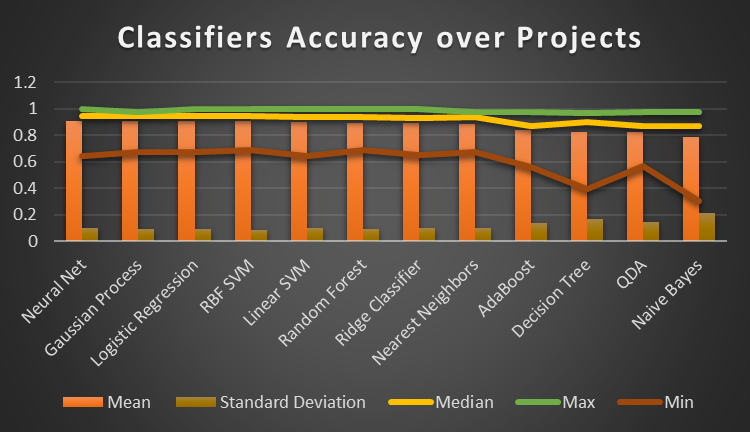 Classifiers Accuracy over Projects
1.2
1
0.8
0.6
0.4
0.2
0
Neural Net
Gaussian Process
Logistic Regression
RBF SVM
Linear SVM
Random Forest
Ridge Classifier
Nearest Neighbors
AdaBoost
Decision Tree
QDA
Naive Bayes
Mean
Standard Deviation
Median
Max
Min